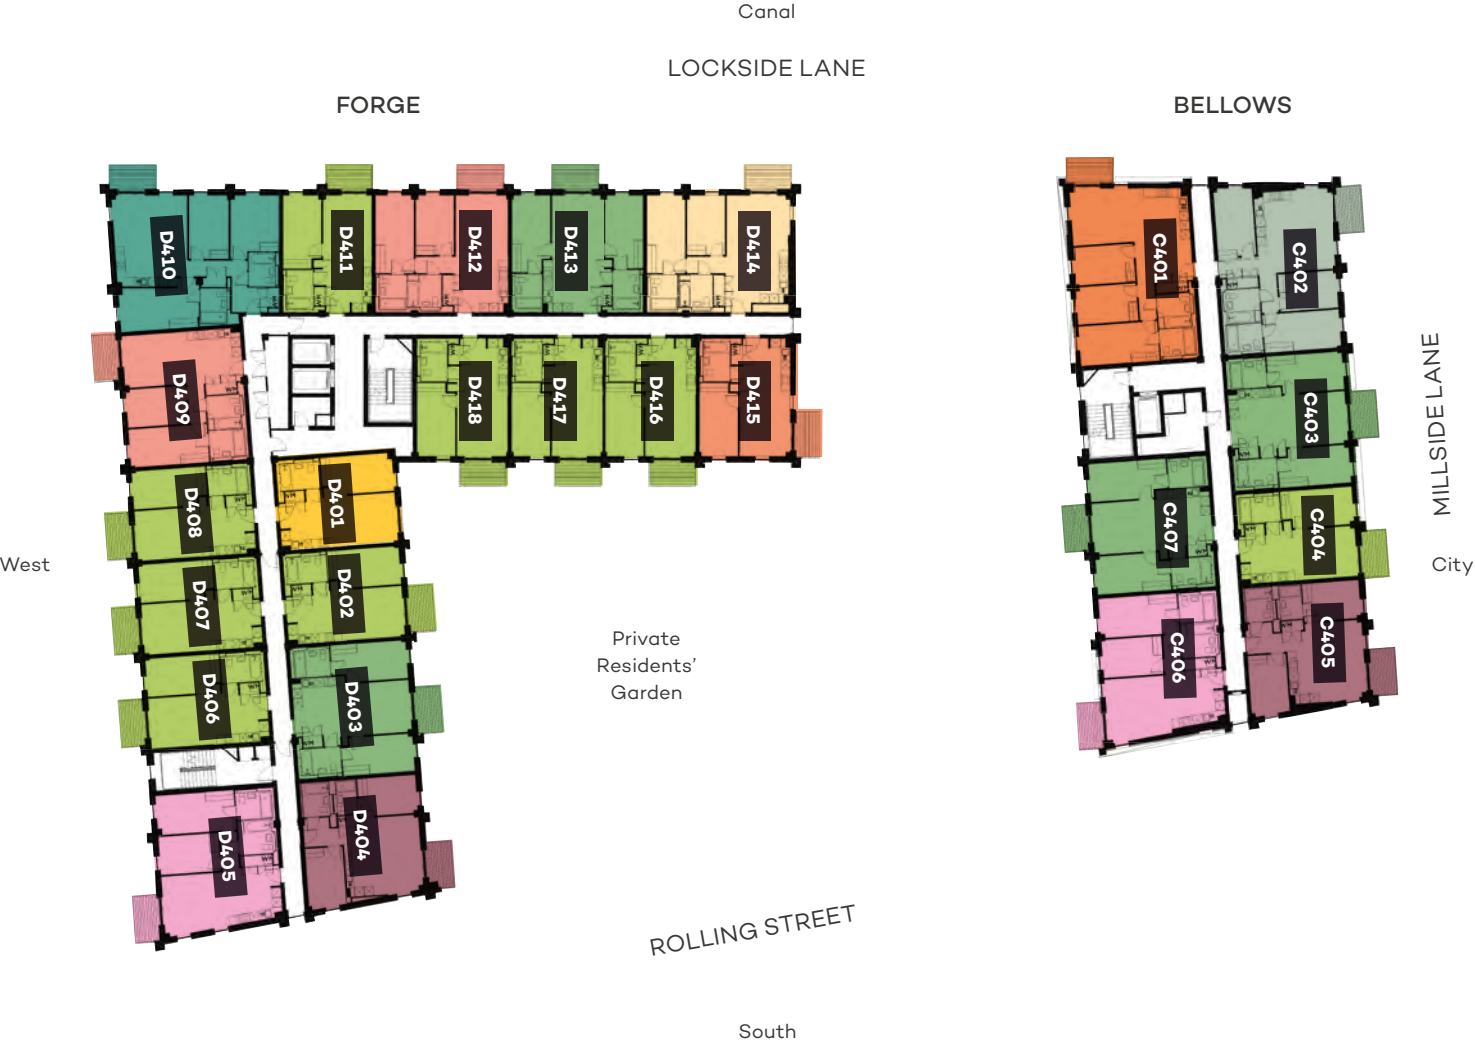 Canal
LOCKSIDE LANE
FORGE
BELLOWS
D410
D411
D412
D413
D414
C401
C402
D409
D418
D417
D416
D415
C403
MILLSIDE LANE
D408
D401
C407
C404
West
City
D407
D402
Private
Residents’
Garden
C406
C405
D406
D403
D405
D404
ROLLING STREET
South